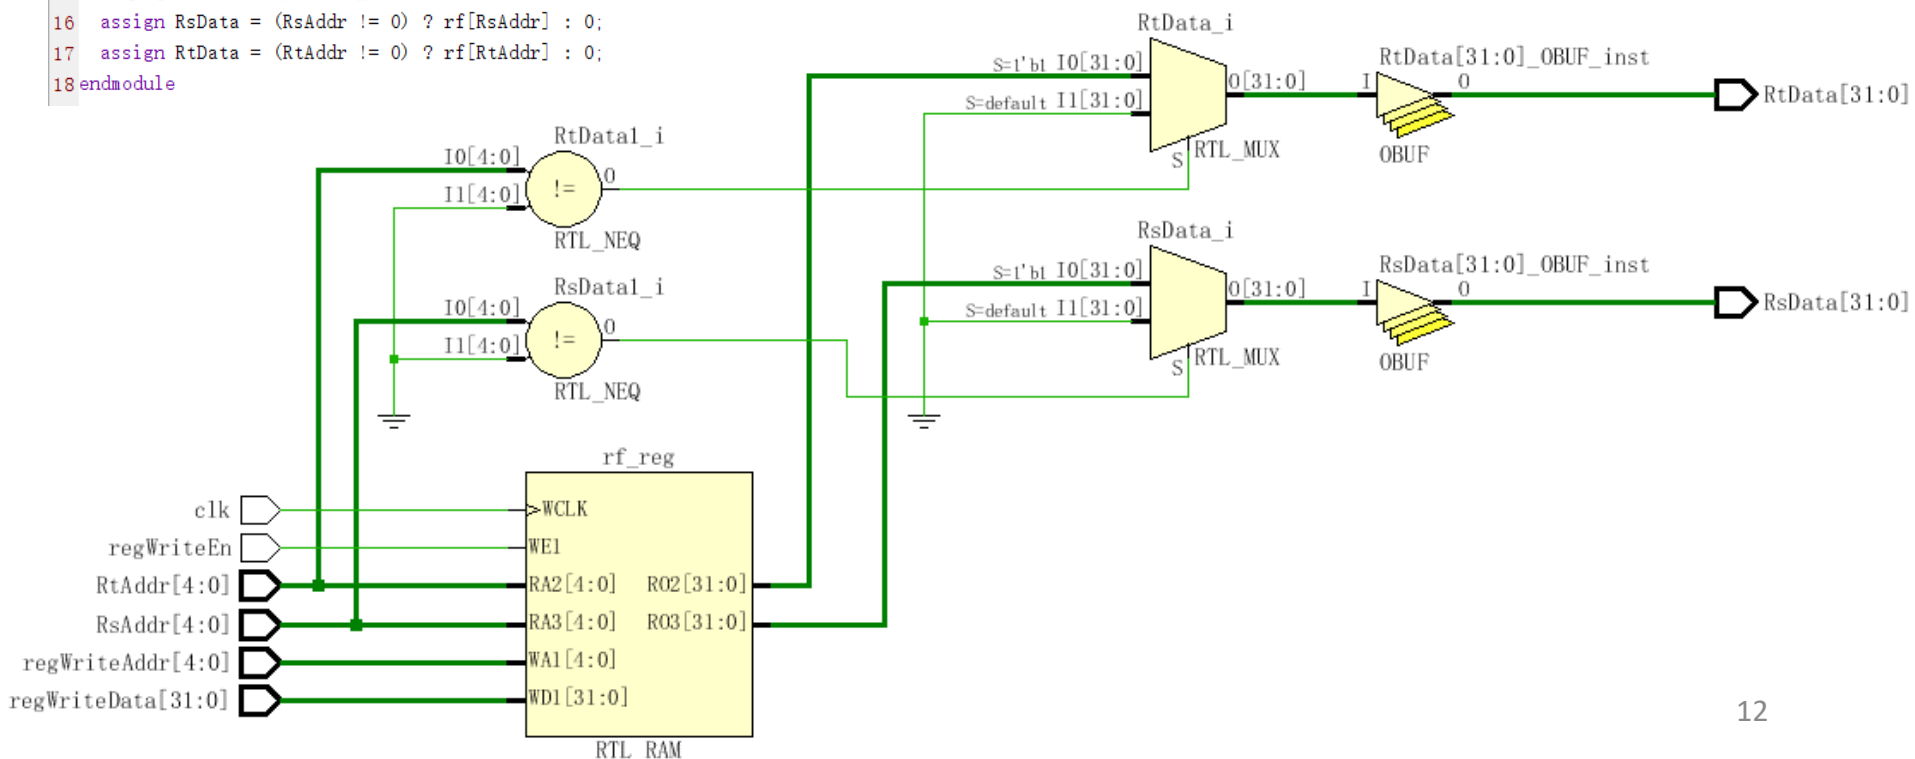 16 assign RsData = (RsAddr != 0) ? rf[RsAddr] : 0;
17 assign RtData = (RtAddr != 0) ? rf[RtAddr] : 0;
18 endmodule
RtData_i
S=1'b1 I0[31:0]
S=default I1[31:0]
O[31:0]
S
RTL_MUX
RtData[31:0]_OBUF_inst
I
O
OBUF
RtData[31:0]
RtData1_i
I0[4:0]
I1[4:0]
!=
O
RTL_NEQ
RsData_i
S=1'b1 I0[31:0]
S=default I1[31:0]
O[31:0]
S
RTL_MUX
RsData[31:0]_OBUF_inst
I
O
OBUF
RsData[31:0]
RsData1_i
I0[4:0]
I1[4:0]
!=
O
RTL_NEQ
rf_reg
clk
WCLK
regWriteEn
WE1
RtAddr[4:0]
RA2[4:0]
RO2[31:0]
RsAddr[4:0]
RA3[4:0]
RO3[31:0]
regWriteAddr[4:0]
WA1[4:0]
regWriteData[31:0]
WD1[31:0]
RTL_RAM
12